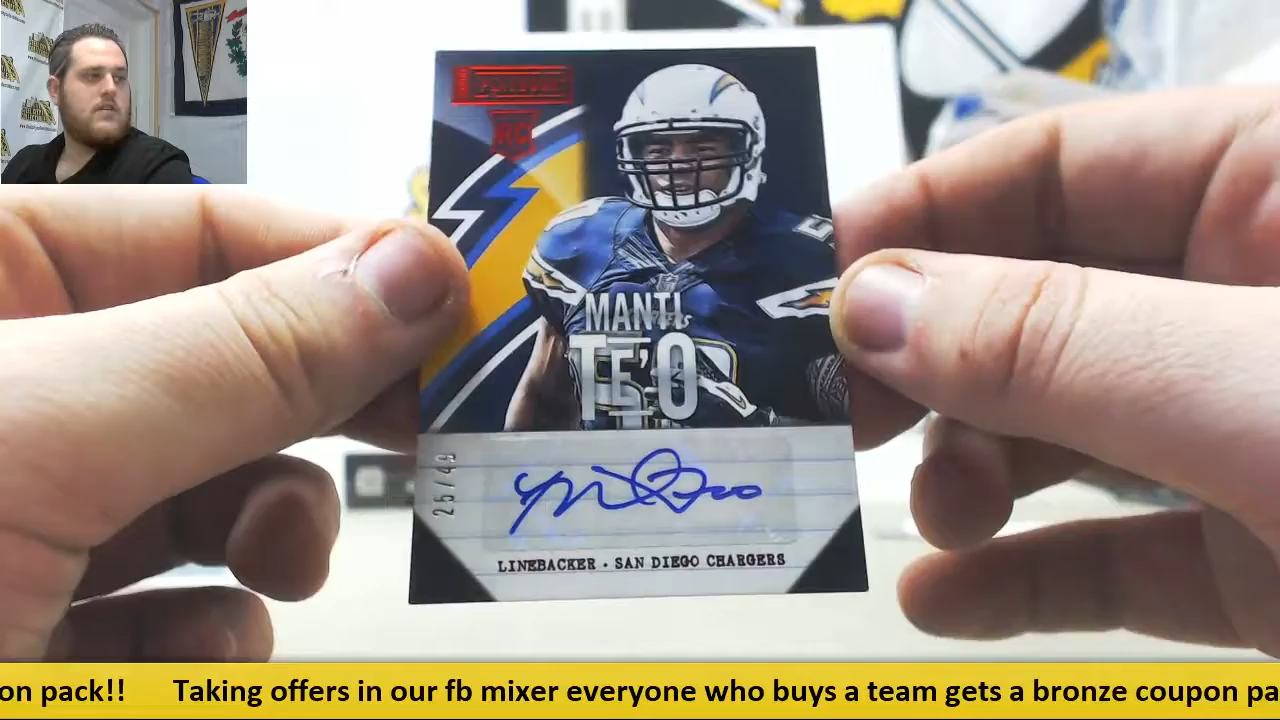 RC
MANTI
TE'O
25/49
LINEBACKER • SAN DIEGO CHARGERS
on pack!! Taking offers in our fb mixer everyone who buys a team gets a bronze coupon pa